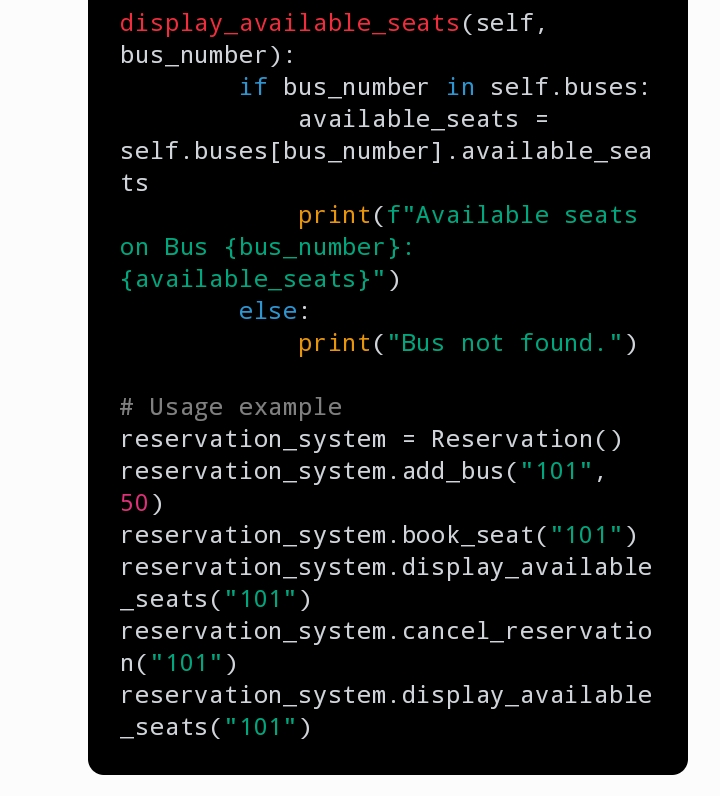 display_available_seats(self,
bus_number):
        if bus_number in self.buses:
            available_seats =
self.buses[bus_number].available_sea
ts
            print(f"Available seats
on Bus {bus_number}:
{available_seats}")
        else:
            print("Bus not found.")

# Usage example
reservation_system = Reservation()
reservation_system.add_bus("101",
50)
reservation_system.book_seat("101")
reservation_system.display_available
_seats("101")
reservation_system.cancel_reservatio
n("101")
reservation_system.display_available
_seats("101")